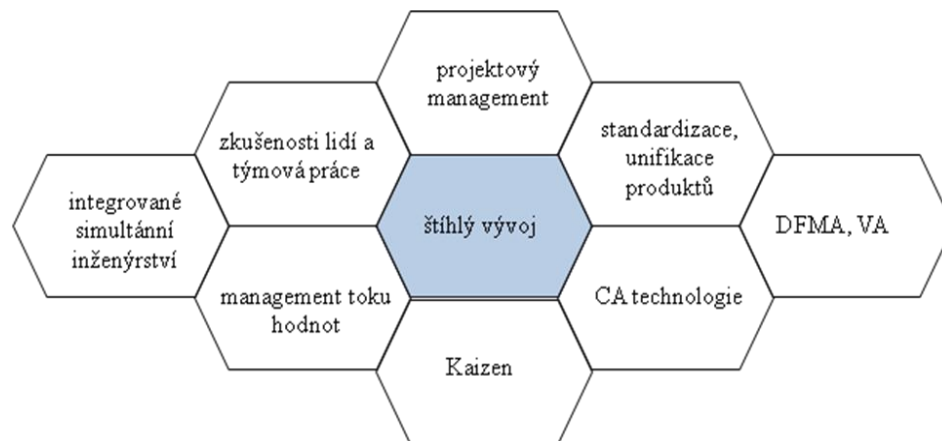 projektový
management
zkušenosti lidí a
týmová práce
standardizace,
unifikace
produktů
integrované
simultánní
inženýrství
štíhlý vývoj
DFMA, VA
management toku
hodnot
CA technologie
Kaizen